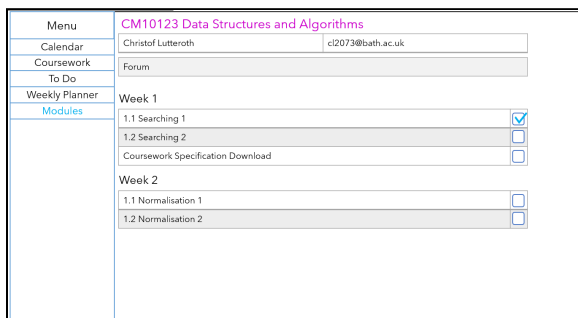 Menu
CM10123 Data Structures and Algorithms
Calendar
Coursework
To Do
Weekly Planner
Modules
Christof Lutteroth
cl2073@bath.ac.uk
Forum
Week 1
1.1 Searching 1
1.2 Searching 2
Coursework Specification Download
Week 2
1.1 Normalisation 1
1.2 Normalisation 2